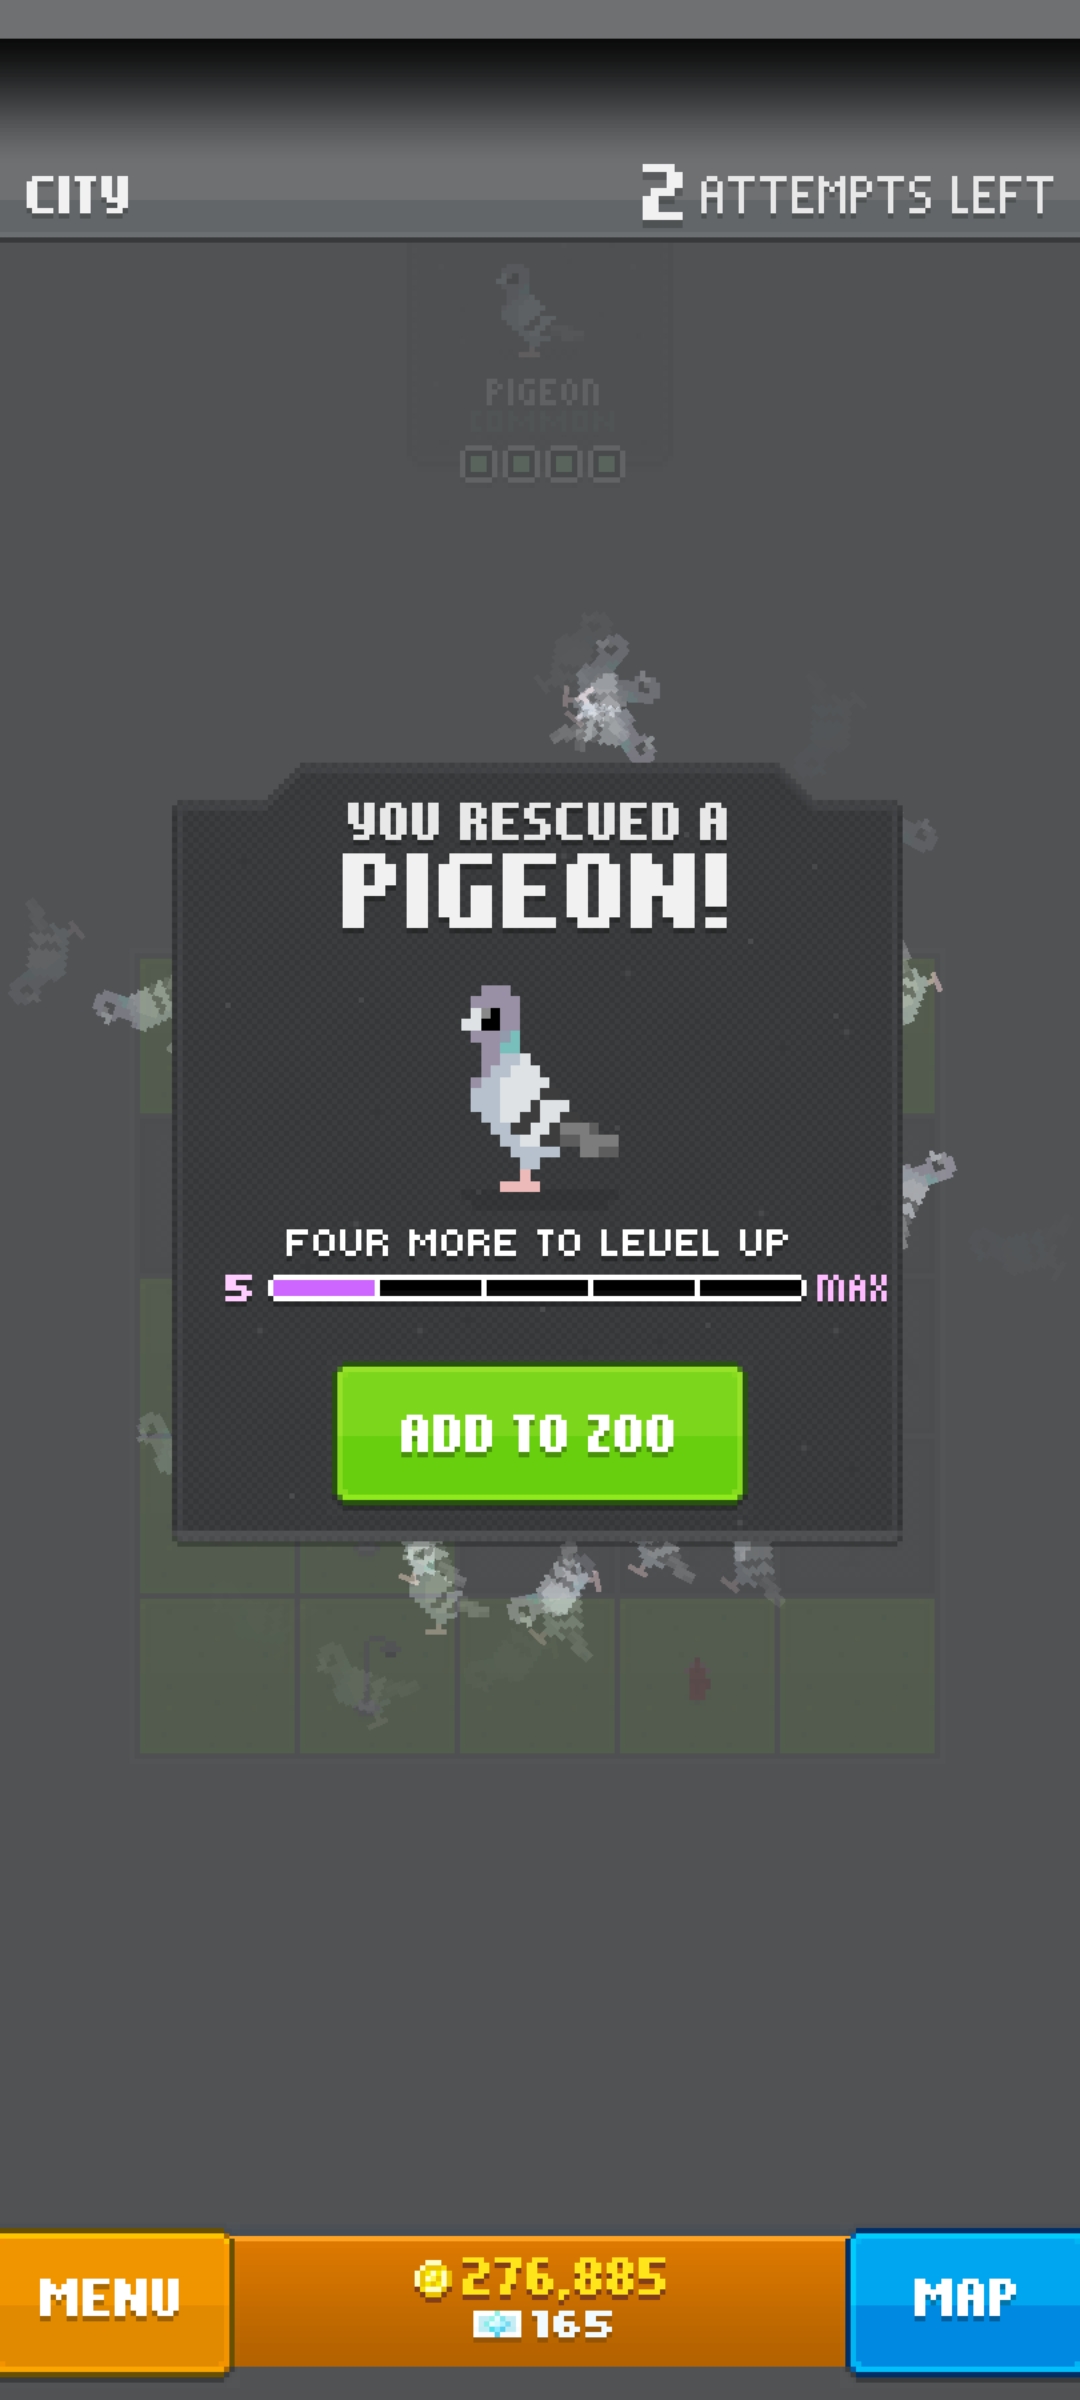 CITY
2 ATTEMPTS LEFT
PIGEON
COMMON
YOU RESCUED A
PIGEON!
FOUR MORE TO LEVEL UP
5 MAX
ADD TO ZOO
MENU
276,885
165
MAP